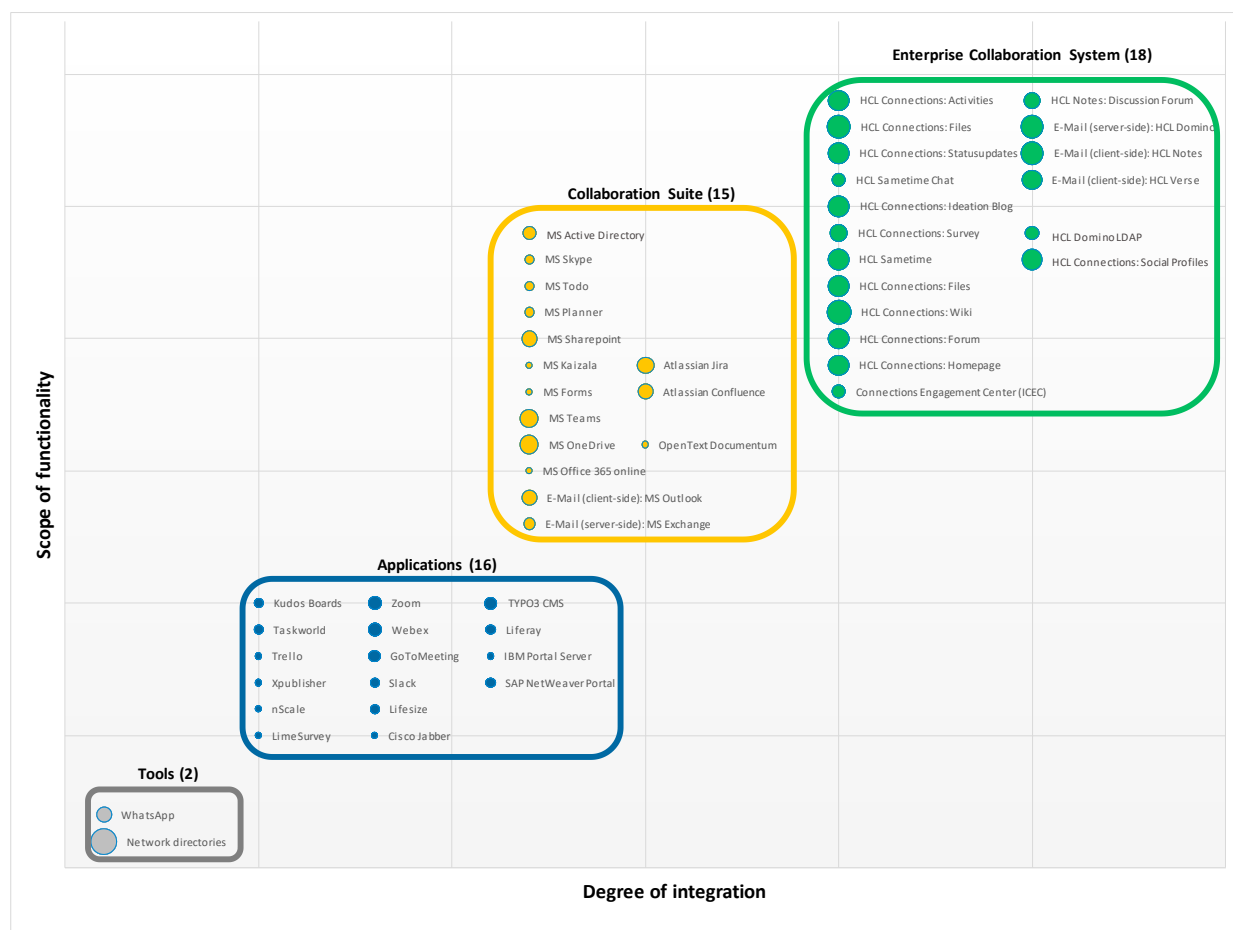 Enterprise Collaboration System (18)
HCL Connections: Activities
HCL Connections: Files
HCL Connections: Statusupdates
HCL Sametime Chat
HCL Connections: Ideation Blog
HCL Connections: Survey
HCL Sametime
HCL Connections: Files
HCL Connections: Wiki
HCL Connections: Forum
HCL Connections: Homepage
Connections Engagement Center (ICEC)
HCL Notes: Discussion Forum
E-Mail (server-side): HCL Domino
E-Mail (client-side): HCL Notes
E-Mail (client-side): HCL Verse
HCL Domino LDAP
HCL Connections: Social Profiles
Collaboration Suite (15)
MS Active Directory
MS Skype
MS Todo
MS Planner
MS Sharepoint
MS Kaizala
MS Forms
MS Teams
MS OneDrive
MS Office 365 online
E-Mail (client-side): MS Outlook
E-Mail (server-side): MS Exchange
Atlassian Jira
Atlassian Confluence
OpenText Documentum
Applications (16)
Kudos Boards
Taskworld
Trello
Xpublisher
nScale
LimeSurvey
Zoom
Webex
GoToMeeting
Slack
Lifesize
Cisco Jabber
TYPO3 CMS
Liferay
IBM Portal Server
SAP NetWeaver Portal
Tools (2)
WhatsApp
Network directories
Scope of functionality
Degree of integration